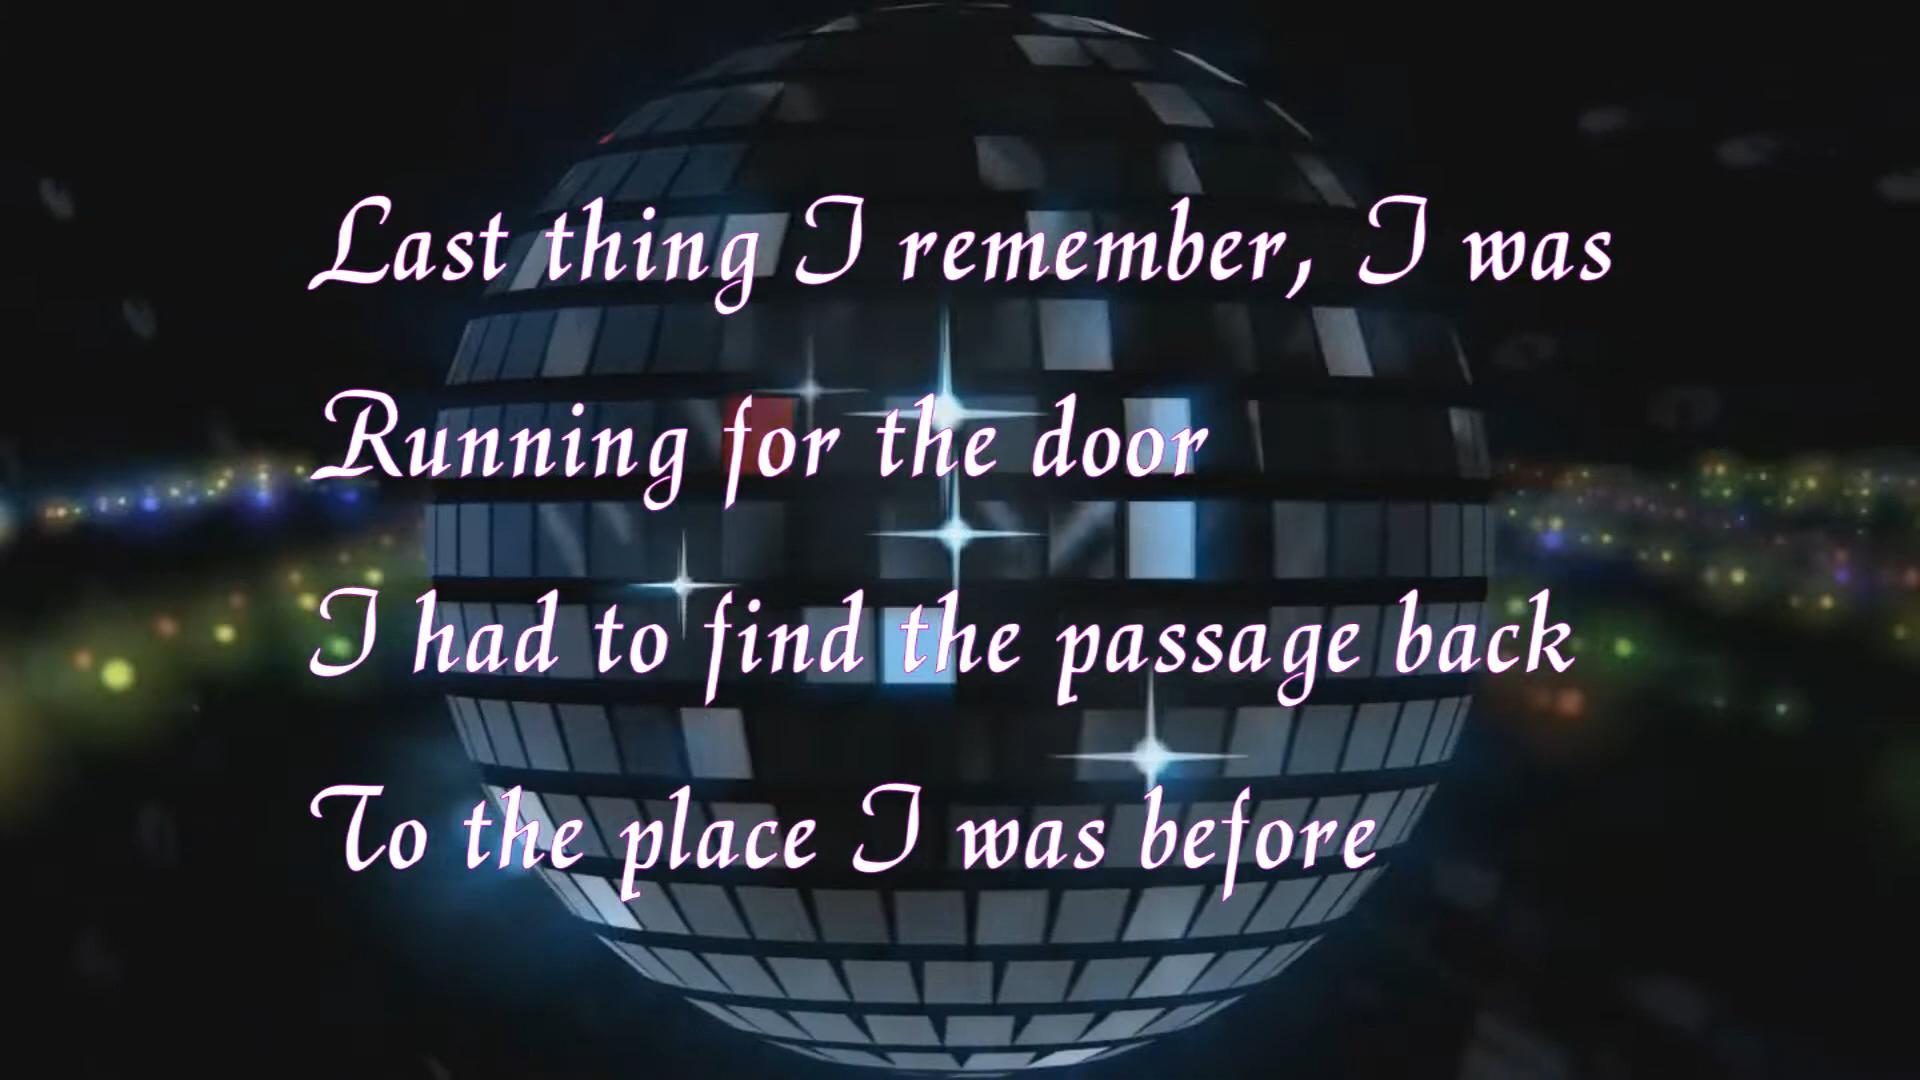 Last thing I remember, I was
Running for the door
I had to find the passage back
To the place I was before